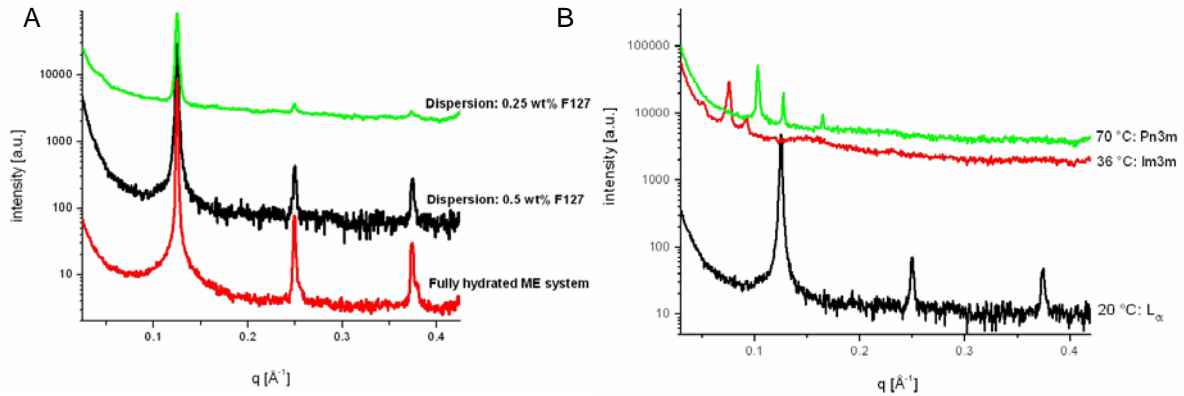 A
10000
1000
100
10
intensity [a.u.]
Dispersion: 0.25 wt% F127
Dispersion: 0.5 wt% F127
Fully hydrated ME system
0.1
0.2
0.3
0.4
q [Å⁻¹]
B
100000
10000
1000
100
10
intensity [a.u.]
70 °C: Pn3m
36 °C: Im3m
20 °C: Lα
0.1
0.2
0.3
0.4
q [Å⁻¹]